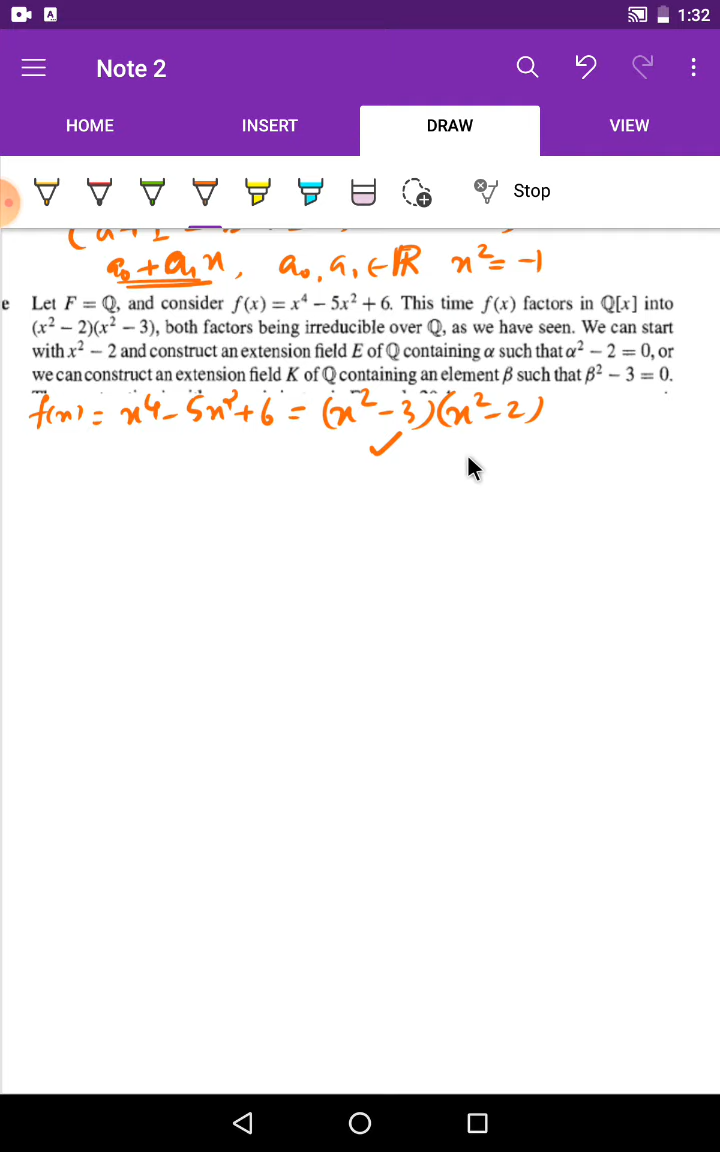 A
1:32
Note 2
HOME INSERT DRAW VIEW
Stop
a₀ + a₁x, a₀, a₁ ∈ ℝ x² = -1
e Let F = ℚ, and consider f(x) = x⁴ − 5x² + 6. This time f(x) factors in ℚ[x] into
(x² − 2)(x² − 3), both factors being irreducible over ℚ, as we have seen. We can start
with x² − 2 and construct an extension field E of ℚ containing α such that α² − 2 = 0, or
we can construct an extension field K of ℚ containing an element β such that β² − 3 = 0.
f(x) = x⁴ - 5x² + 6 = (x² - 3)(x² - 2)